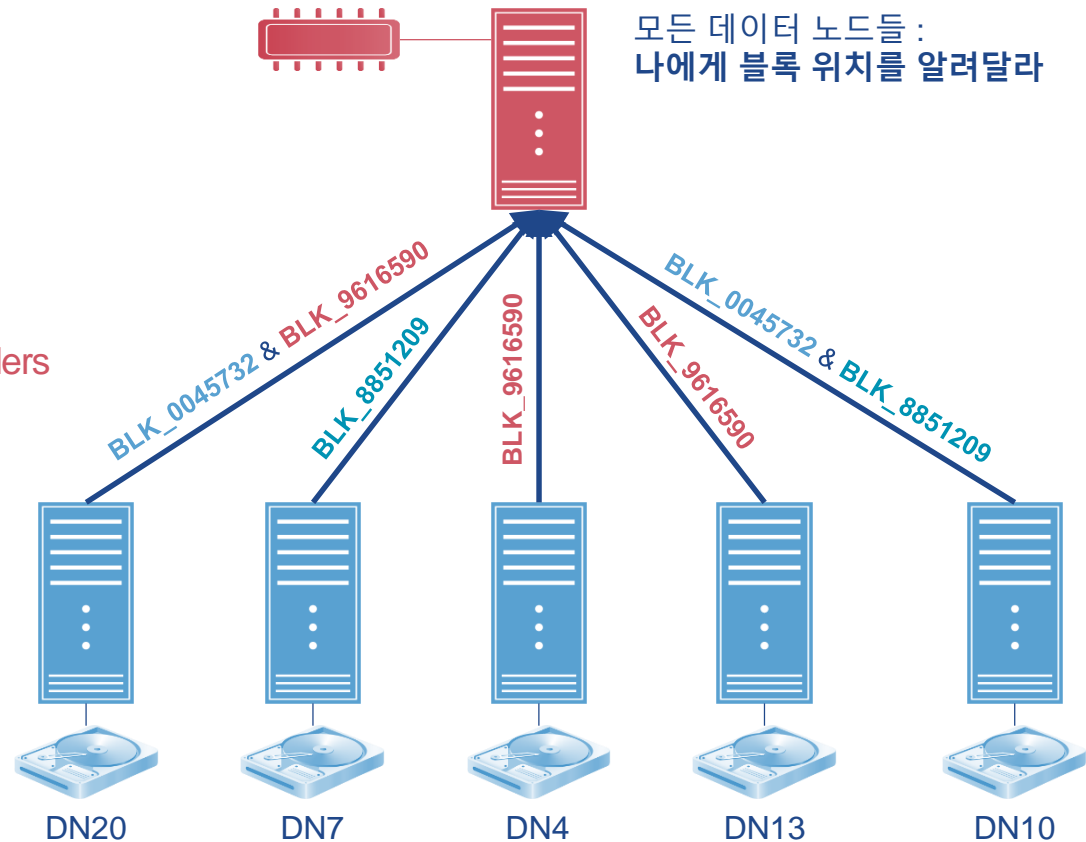 모든 데이터 노드들 :
나에게 블록 위치를 알려달라
BLK_0045732 & BLK_9616590
BLK_8851209
BLK_9616590
BLK_9616590
BLK_0045732 & BLK_8851209
lers
DN20
DN7
DN4
DN13
DN10